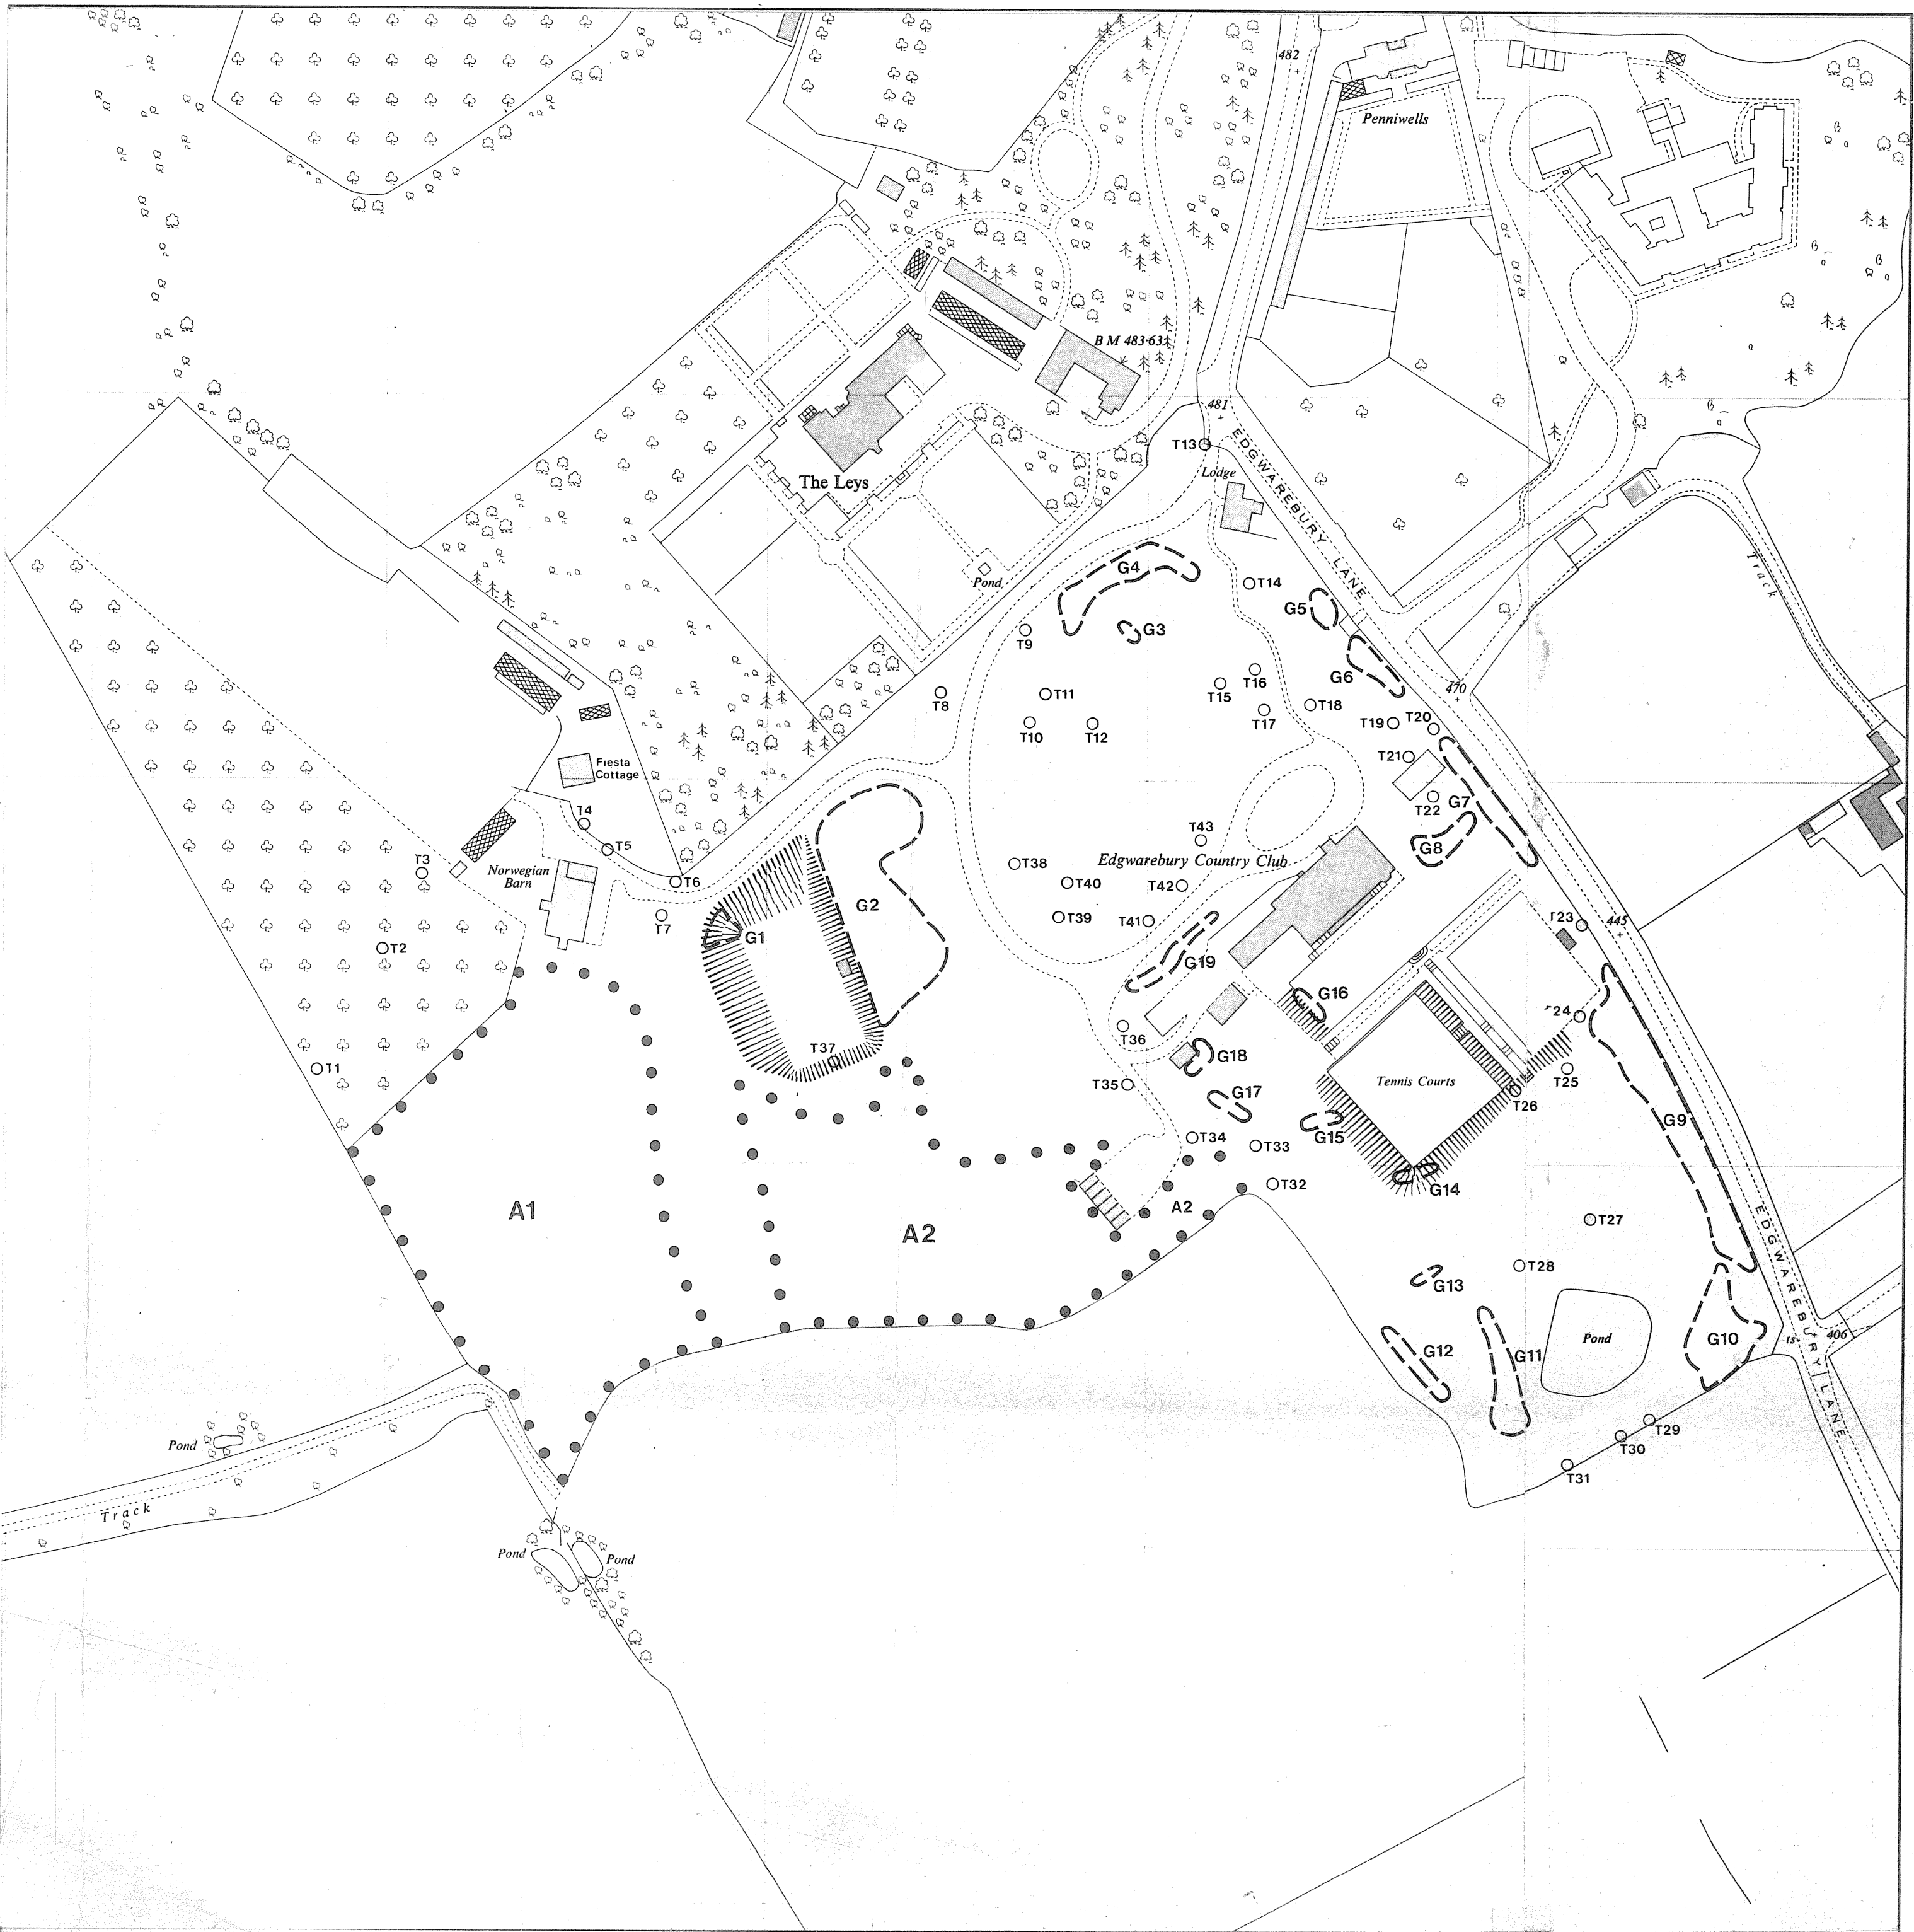 482
Penniwells
B M 483·63
481
T13
EDGWAREBURY LANE
Lodge
The Leys
Track
G4
T14
Pond
G5
G3
T9
T16
G6
T15
470
T8
T11
T18
T17
T19
T20
T10
T12
T21
Fiesta
Cottage
T22
G7
T4
T43
T5
G8
T3
Edgwarebury Country Club
T38
Norwegian
Barn
T6
T40
T42
G2
T7
T39
T41
T23
445
G1
T2
G19
G16
T24
T36
T37
G18
T1
T35
Tennis Courts
T25
G17
T26
G9
T34
G15
T33
T32
G14
A1
A2
A2
T27
EDGWAREBURY LANE
T28
G13
G12
G11
Pond
G10
ts
406
Pond
T29
T30
T31
Track
Pond
Pond